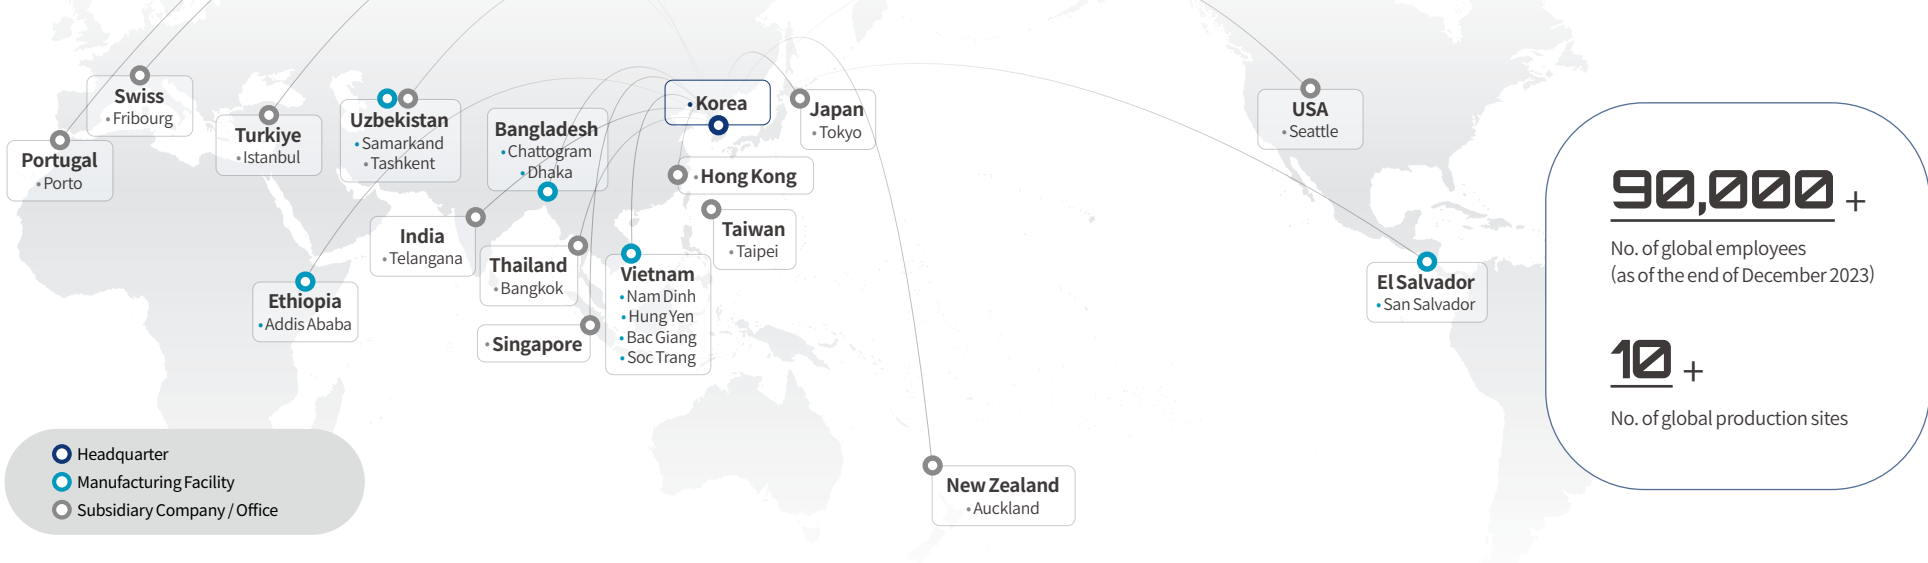 Swiss
• Fribourg
Portugal
• Porto
Turkiye
• Istanbul
Uzbekistan
• Samarkand
• Tashkent
Bangladesh
• Chattogram
• Dhaka
• Korea
Japan
• Tokyo
• Hong Kong
Taiwan
• Taipei
India
• Telangana
Thailand
• Bangkok
Vietnam
• Nam Dinh
• Hung Yen
• Bac Giang
• Soc Trang
Ethiopia
• Addis Ababa
• Singapore
New Zealand
• Auckland
USA
• Seattle
El Salvador
• San Salvador
Headquarter
Manufacturing Facility
Subsidiary Company / Office
90,000 +
No. of global employees
(as of the end of December 2023)
10 +
No. of global production sites